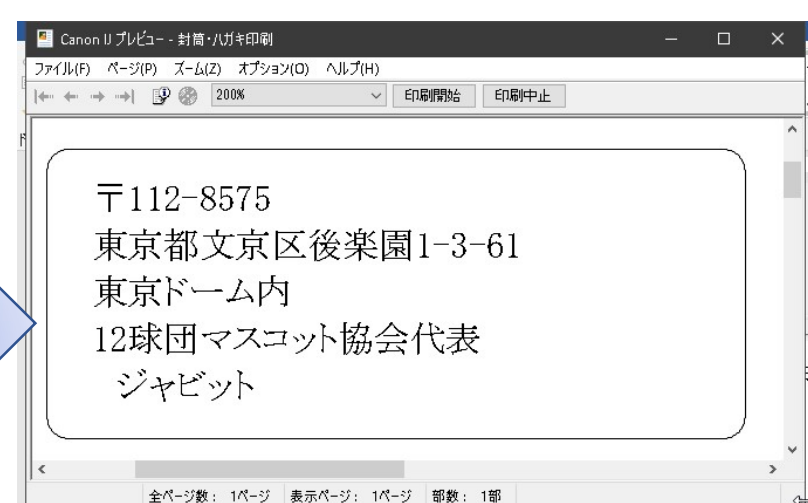 Canon IJ プレビュー - 封筒・ハガキ印刷
ファイル(F) ページ(P) ズーム(Z) オプション(O) ヘルプ(H)
200% 印刷開始 印刷中止
〒112-8575
東京都文京区後楽園1-3-61
東京ドーム内
12球団マスコット協会代表
ジャビット
全ページ数: 1ページ 表示ページ: 1ページ 部数: 1部